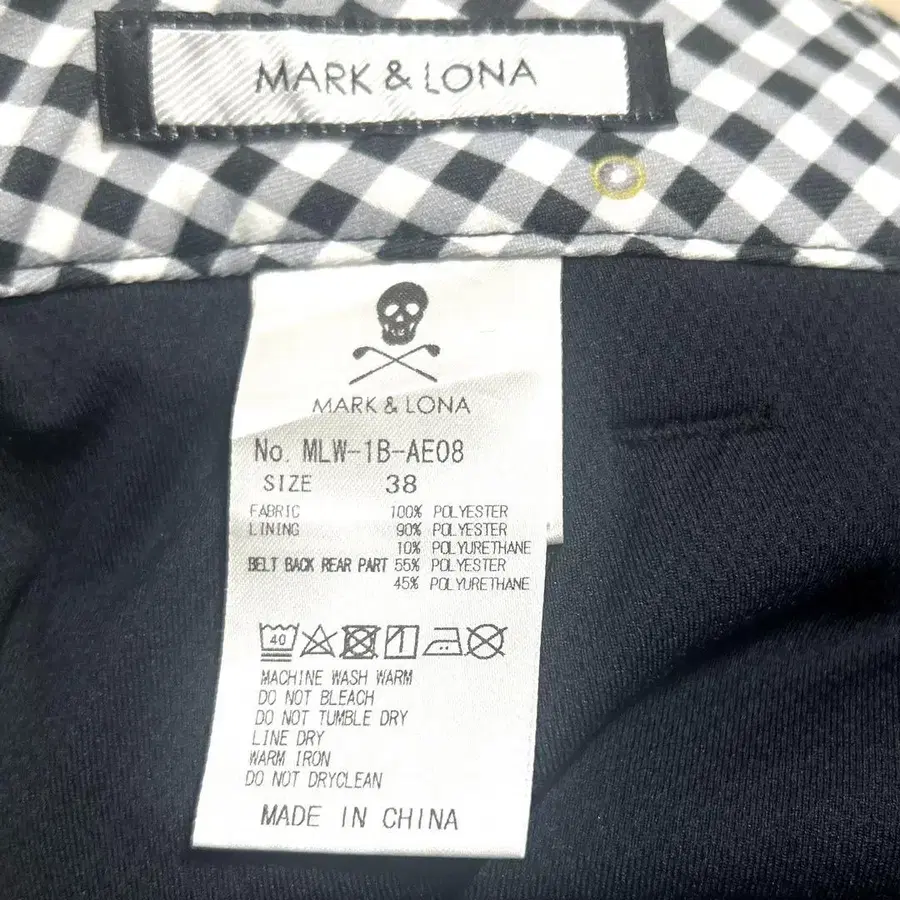 MARK & LONA
MARK & LONA
No. MLW-1B-AE08
SIZE 38
FABRIC 100% POLYESTER
LINING 90% POLYESTER
10% POLYURETHANE
BELT BACK REAR PART 55% POLYESTER
45% POLYURETHANE
40
MACHINE WASH WARM
DO NOT BLEACH
DO NOT TUMBLE DRY
LINE DRY
WARM IRON
DO NOT DRYCLEAN
MADE IN CHINA